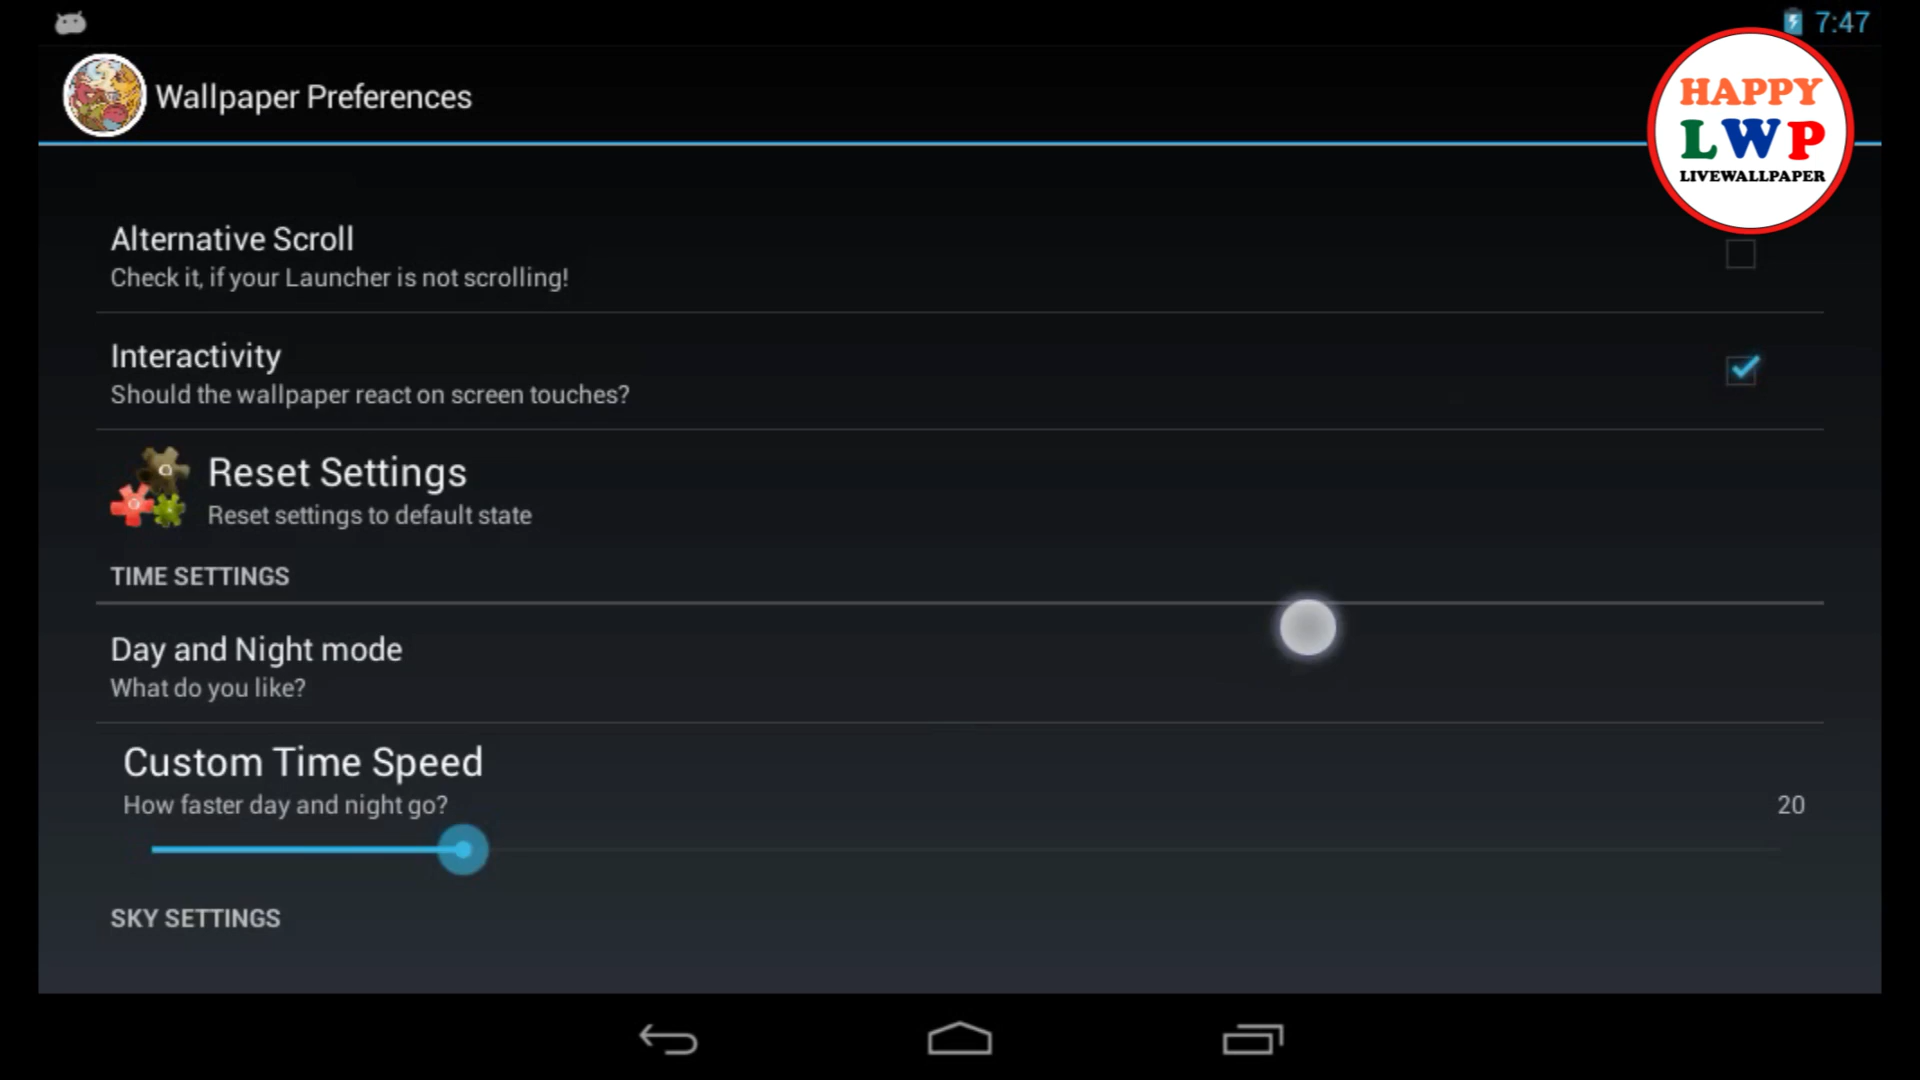 7:47
Wallpaper Preferences
HAPPY
LWP
LIVEWALLPAPER
Alternative Scroll
Check it, if your Launcher is not scrolling!
Interactivity
Should the wallpaper react on screen touches?
Reset Settings
Reset settings to default state
TIME SETTINGS
Day and Night mode
What do you like?
Custom Time Speed
How faster day and night go?
20
SKY SETTINGS